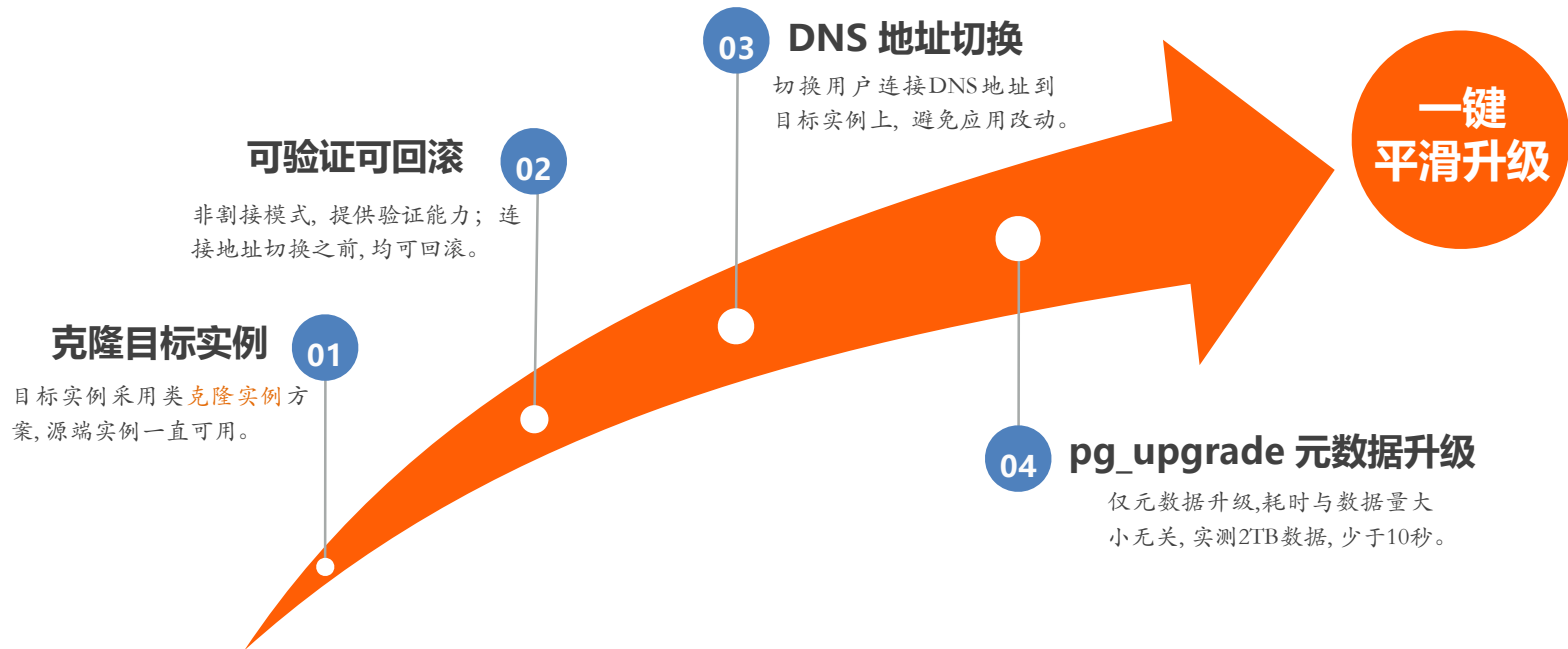 01
克隆目标实例
目标实例采用类克隆实例方
案, 源端实例一直可用。
02
可验证可回滚
非割接模式, 提供验证能力；连
接地址切换之前, 均可回滚。
03
DNS 地址切换
切换用户连接DNS地址到
目标实例上, 避免应用改动。
04
pg_upgrade 元数据升级
仅元数据升级,耗时与数据量大
小无关, 实测2TB数据, 少于10秒。
一键
平滑升级